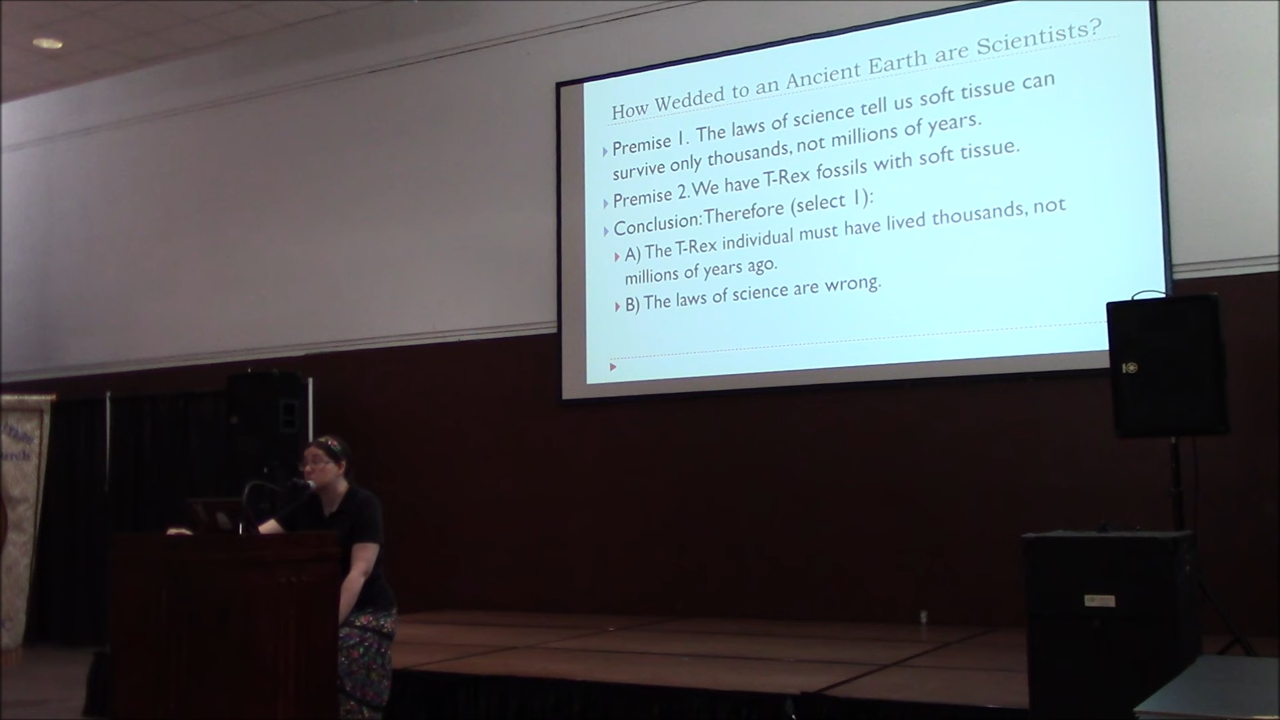 How Wedded to an Ancient Earth are Scientists?
Premise 1. The laws of science tell us soft tissue can
survive only thousands, not millions of years.
Premise 2. We have T-Rex fossils with soft tissue.
Conclusion: Therefore (select 1):
A) The T-Rex individual must have lived thousands, not
millions of years ago.
B) The laws of science are wrong.